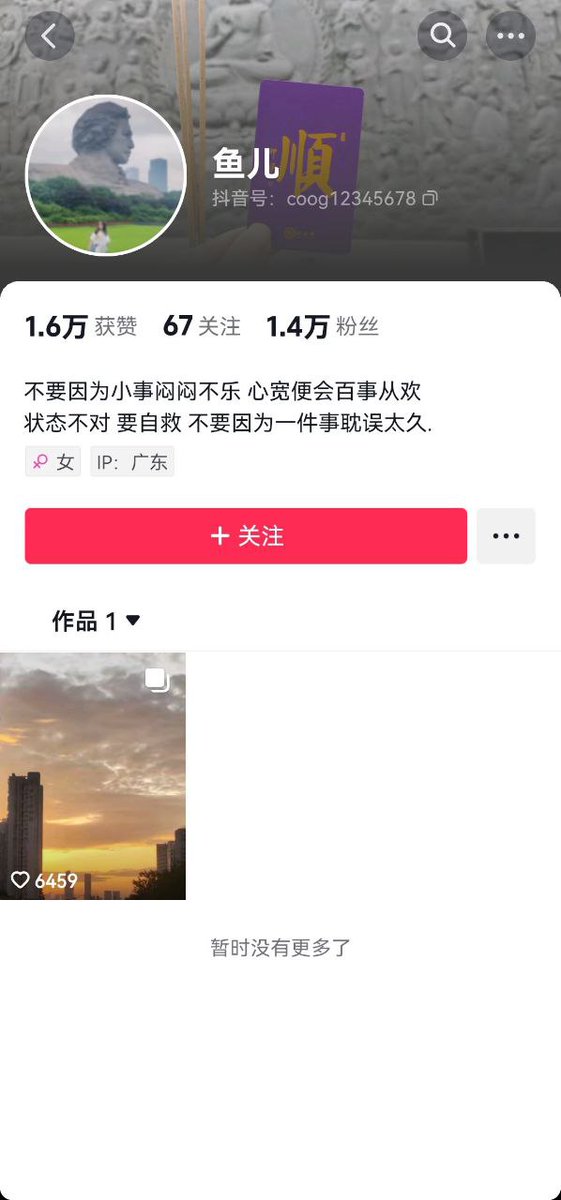 順
鱼儿
抖音号：coog12345678
1.6万 获赞 67 关注 1.4万 粉丝
不要因为小事闷闷不乐 心宽便会百事从欢
状态不对 要自救 不要因为一件事耽误太久.
女 IP：广东
+ 关注
作品 1
6459
暂时没有更多了